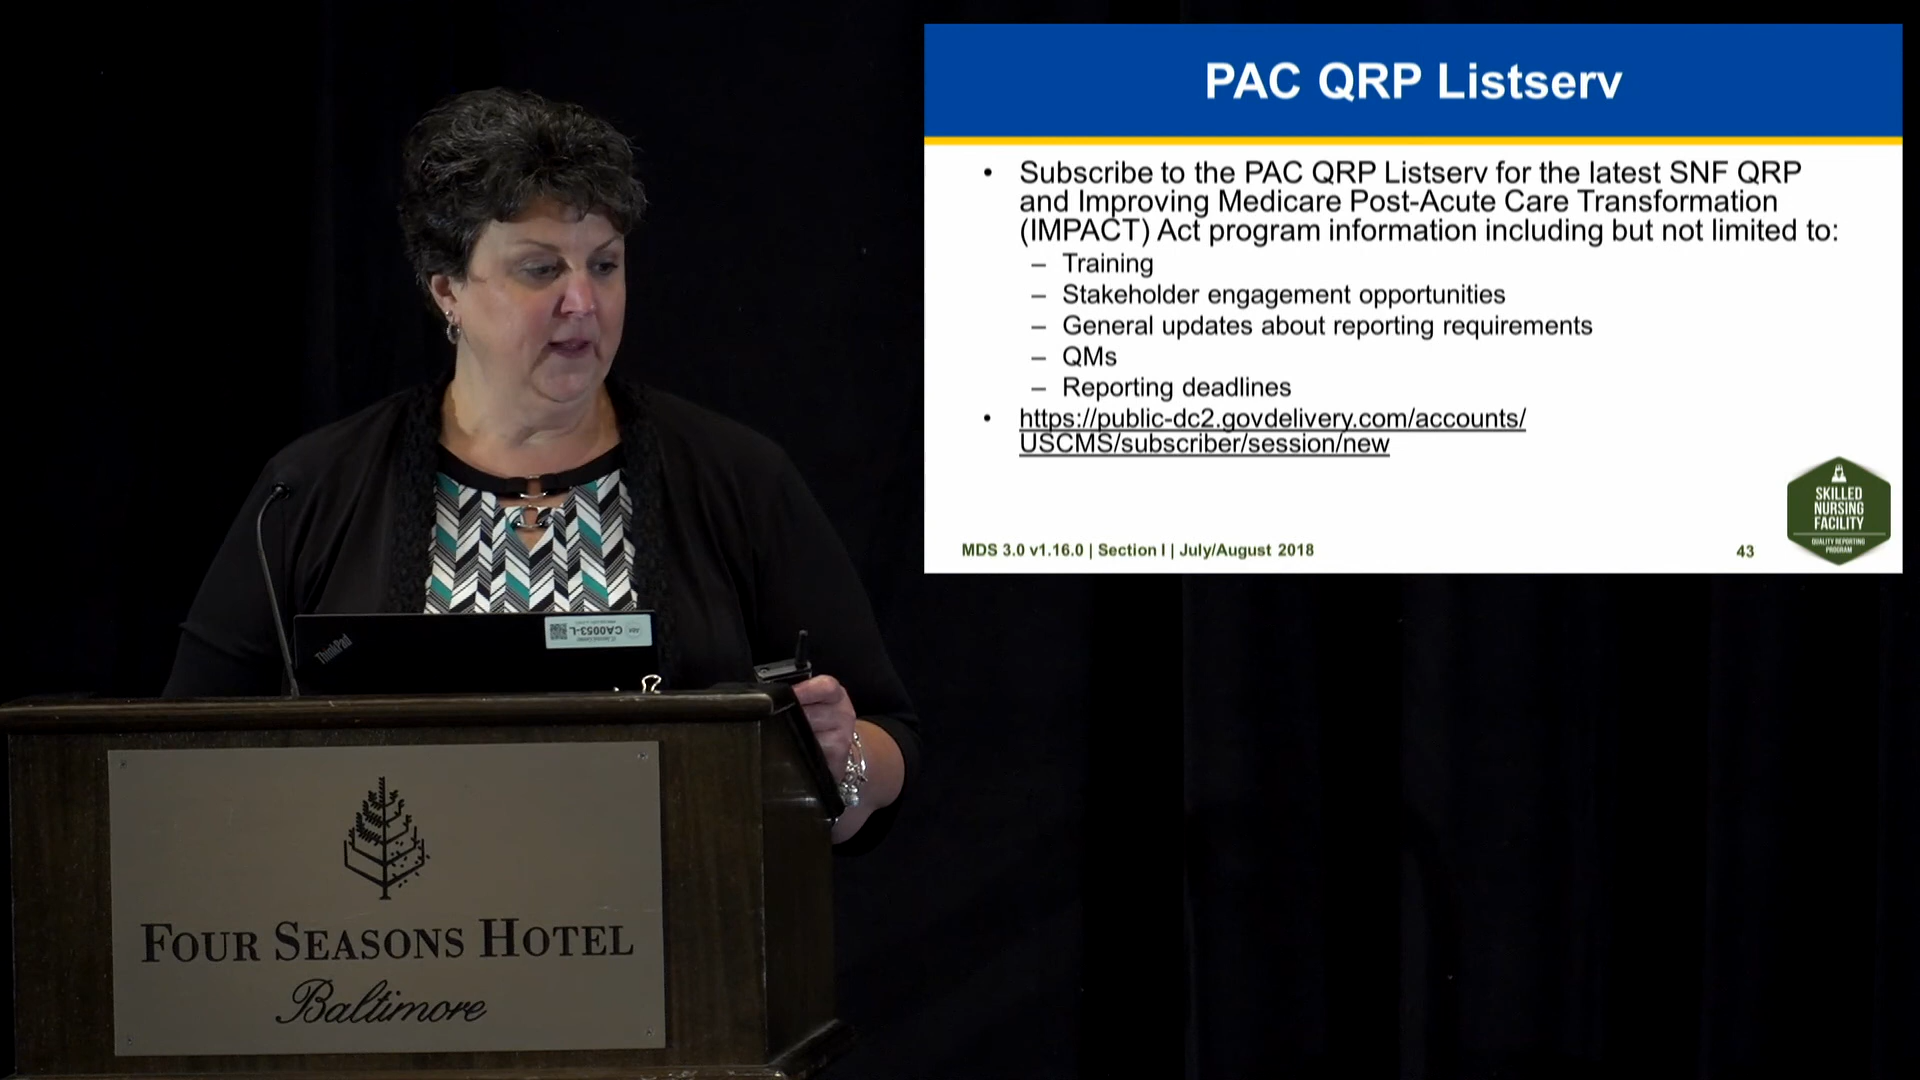 PAC QRP Listserv
• Subscribe to the PAC QRP Listserv for the latest SNF QRP
and Improving Medicare Post-Acute Care Transformation
(IMPACT) Act program information including but not limited to:
– Training
– Stakeholder engagement opportunities
– General updates about reporting requirements
– QMs
– Reporting deadlines
• https://public-dc2.govdelivery.com/accounts/
USCMS/subscriber/session/new
SKILLED
NURSING
FACILITY
QUALITY REPORTING
PROGRAM
MDS 3.0 v1.16.0 | Section I | July/August 2018
43
CA0053-L
ThinkPad
FOUR SEASONS HOTEL
Baltimore